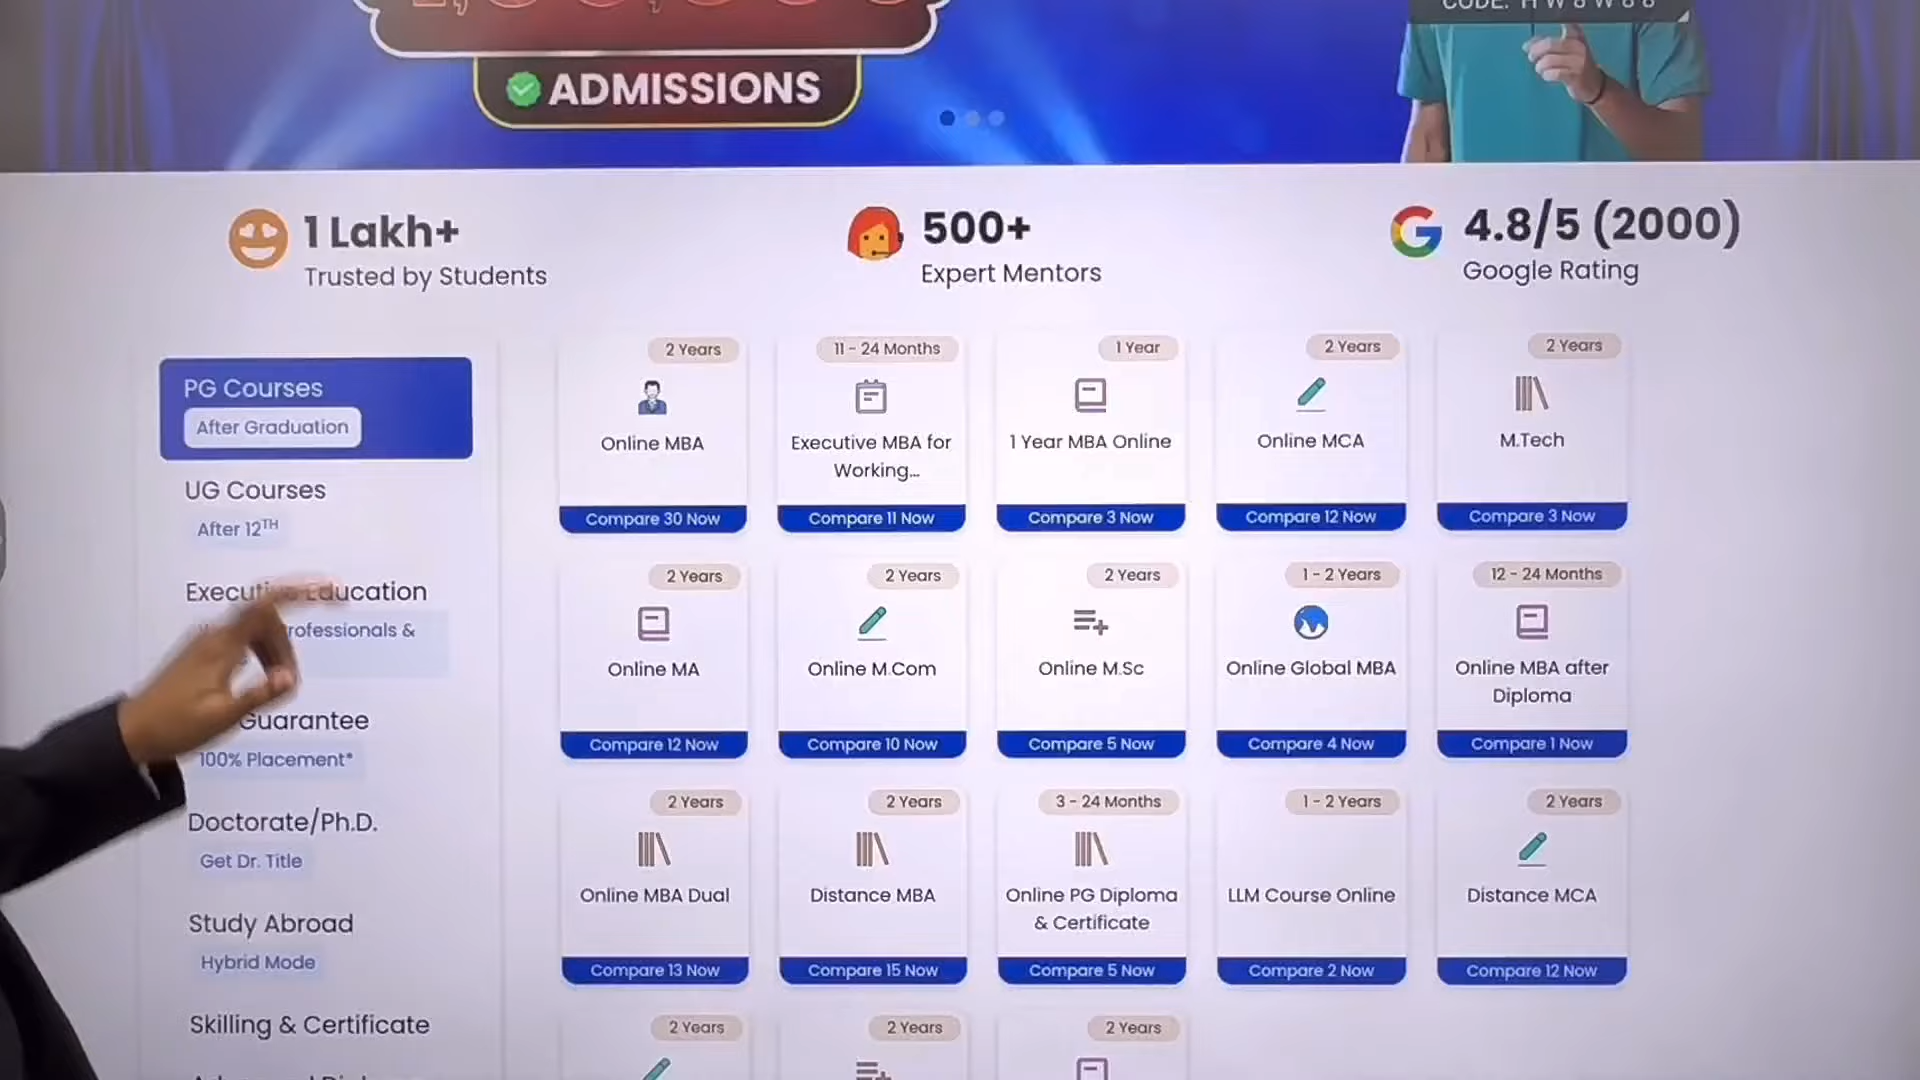 CODE: HW8W88
ADMISSIONS
1 Lakh+
Trusted by Students
500+
Expert Mentors
4.8/5 (2000)
Google Rating
PG Courses
After Graduation
UG Courses
After 12TH
Executive Education
Professionals &
Guarantee
100% Placement*
Doctorate/Ph.D.
Get Dr. Title
Study Abroad
Hybrid Mode
Skilling & Certificate
2 Years
Online MBA
Compare 30 Now
11 - 24 Months
Executive MBA for
Working...
Compare 11 Now
1 Year
1 Year MBA Online
Compare 3 Now
2 Years
Online MCA
Compare 12 Now
2 Years
M.Tech
Compare 3 Now
2 Years
Online MA
Compare 12 Now
2 Years
Online M.Com
Compare 10 Now
2 Years
Online M.Sc
Compare 5 Now
1 - 2 Years
Online Global MBA
Compare 4 Now
12 - 24 Months
Online MBA after
Diploma
Compare 1 Now
2 Years
Online MBA Dual
Compare 13 Now
2 Years
Distance MBA
Compare 15 Now
3 - 24 Months
Online PG Diploma
& Certificate
Compare 5 Now
1 - 2 Years
LLM Course Online
Compare 2 Now
2 Years
Distance MCA
Compare 12 Now
2 Years
2 Years
2 Years